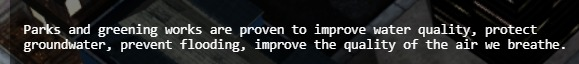 Parks and greening works are proven to improve water quality, protect
groundwater, prevent flooding, improve the quality of the air we breathe.